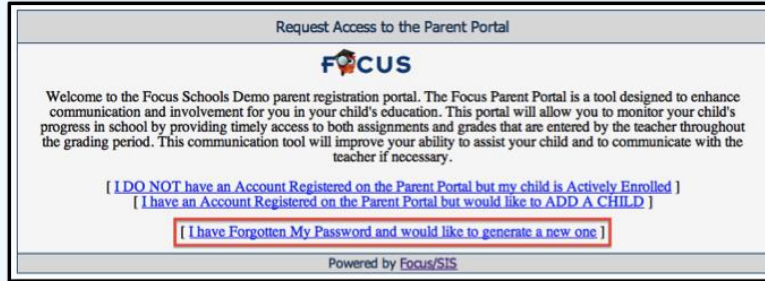 Request Access to the Parent Portal
FOCUS
Welcome to the Focus Schools Demo parent registration portal. The Focus Parent Portal is a tool designed to enhance
communication and involvement for you in your child's education. This portal will allow you to monitor your child's
progress in school by providing timely access to both assignments and grades that are entered by the teacher throughout
the grading period. This communication tool will improve your ability to assist your child and to communicate with the
teacher if necessary.
[ I DO NOT have an Account Registered on the Parent Portal but my child is Actively Enrolled ]
[ I have an Account Registered on the Parent Portal but would like to ADD A CHILD ]
[ I have Forgotten My Password and would like to generate a new one ]
Powered by Focus/SIS